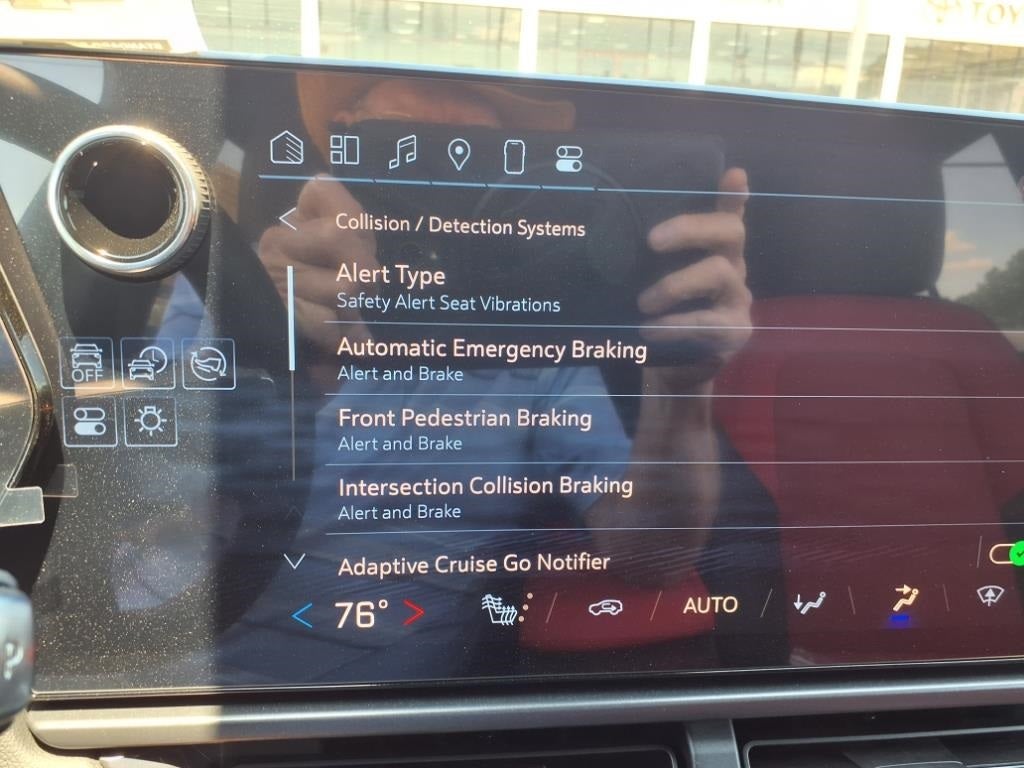 TOY
Collision / Detection Systems
Alert Type
Safety Alert Seat Vibrations
Automatic Emergency Braking
Alert and Brake
OFF
Front Pedestrian Braking
Alert and Brake
Intersection Collision Braking
Alert and Brake
Adaptive Cruise Go Notifier
76°
AUTO